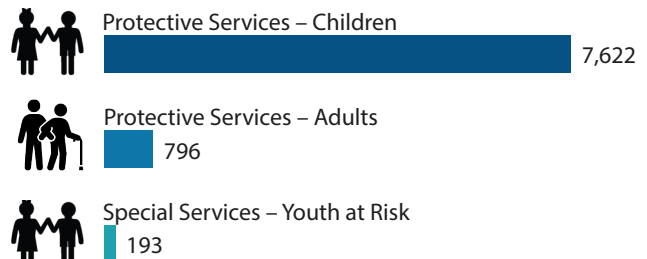 Protective Services – Children
7,622
Protective Services – Adults
796
Special Services – Youth at Risk
193